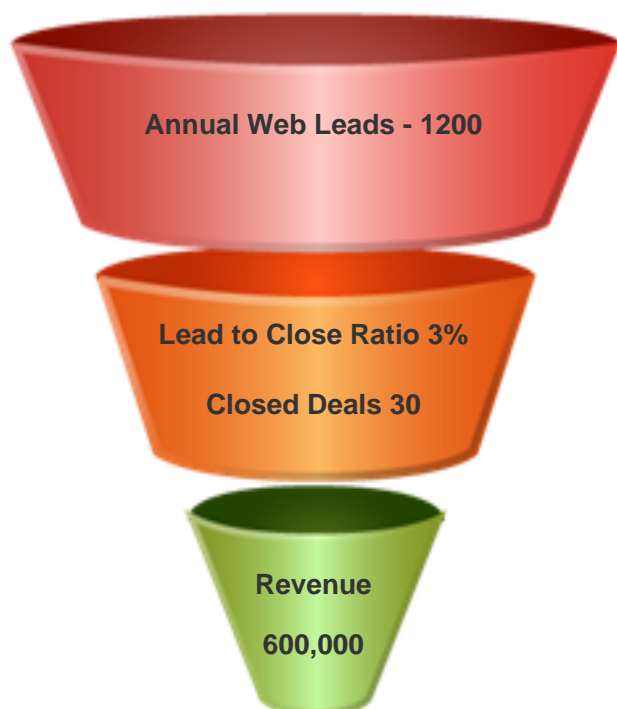 Annual Web Leads - 1200
Lead to Close Ratio 3%
Closed Deals 30
Revenue
600,000